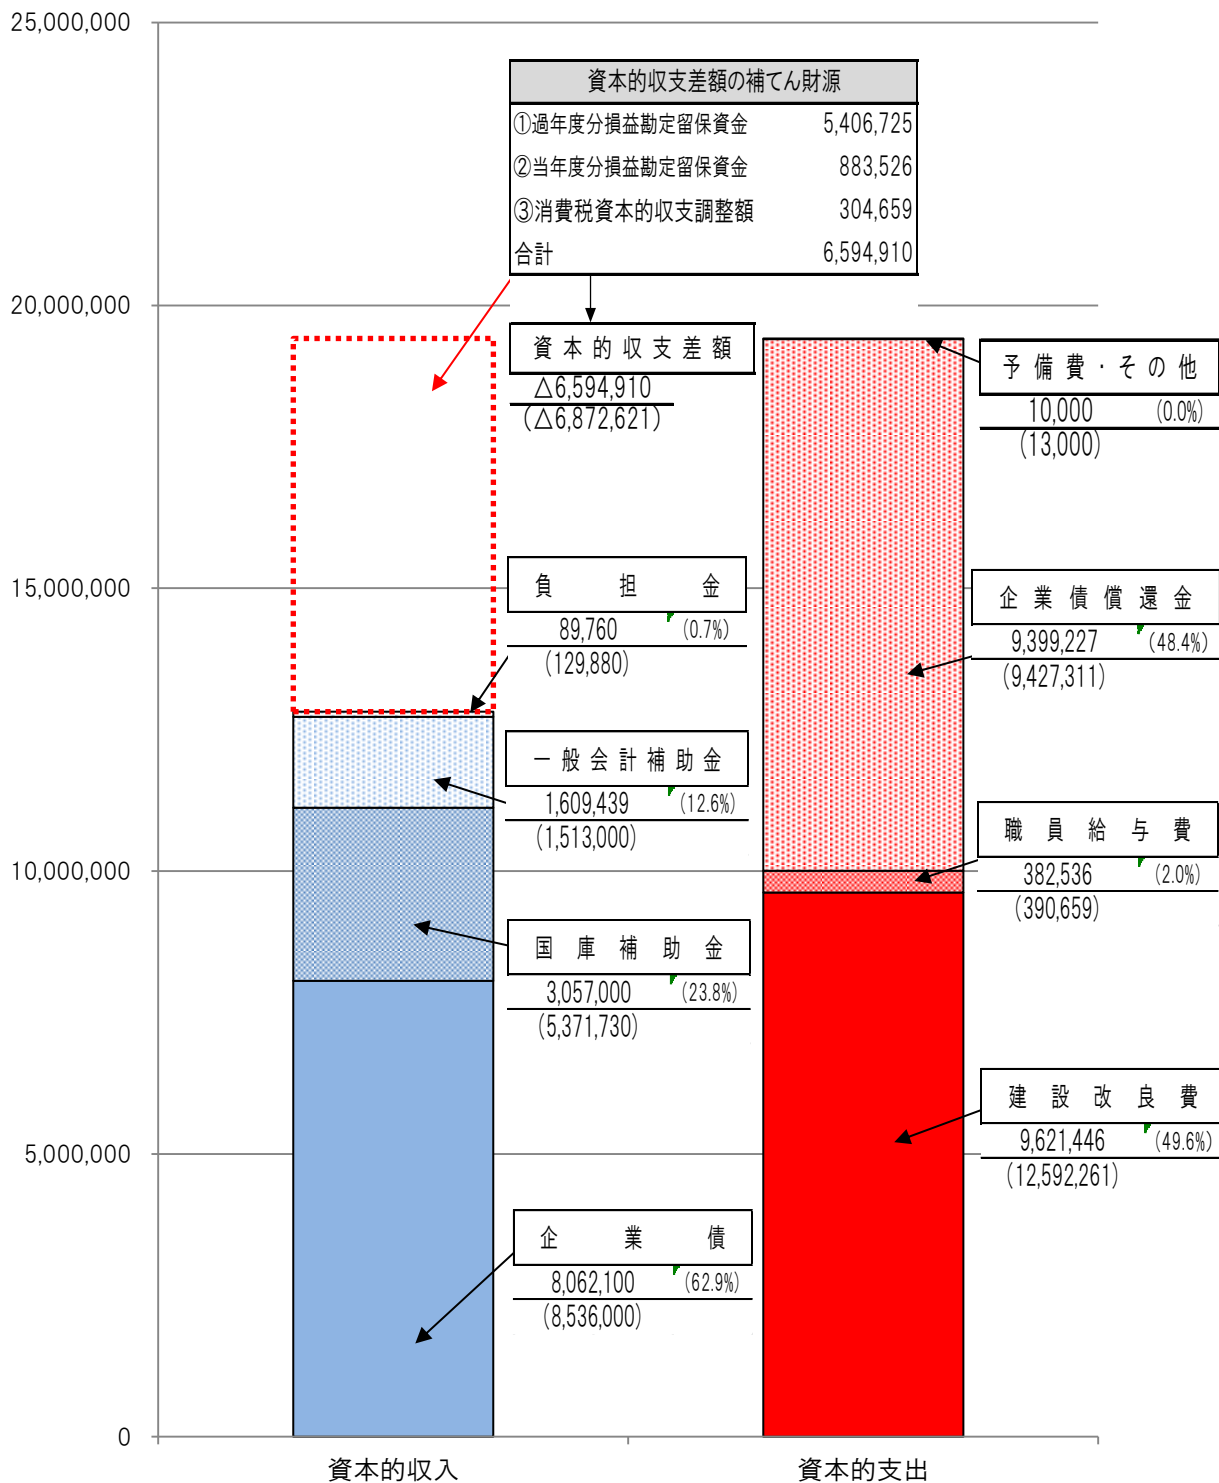 25,000,000
資本的収支差額の補てん財源
①過年度分損益勘定留保資金 5,406,725
②当年度分損益勘定留保資金 883,526
③消費税資本的収支調整額 304,659
合計 6,594,910
20,000,000
資本的収支差額
△6,594,910
(△6,872,621)
予備費・その他
10,000 (0.0%)
(13,000)
15,000,000
負担金
89,760 (0.7%)
(129,880)
企業債償還金
9,399,227 (48.4%)
(9,427,311)
一般会計補助金
1,609,439 (12.6%)
(1,513,000)
職員給与費
382,536 (2.0%)
(390,659)
10,000,000
国庫補助金
3,057,000 (23.8%)
(5,371,730)
建設改良費
9,621,446 (49.6%)
(12,592,261)
5,000,000
企業債
8,062,100 (62.9%)
(8,536,000)
0
資本的収入 資本的支出